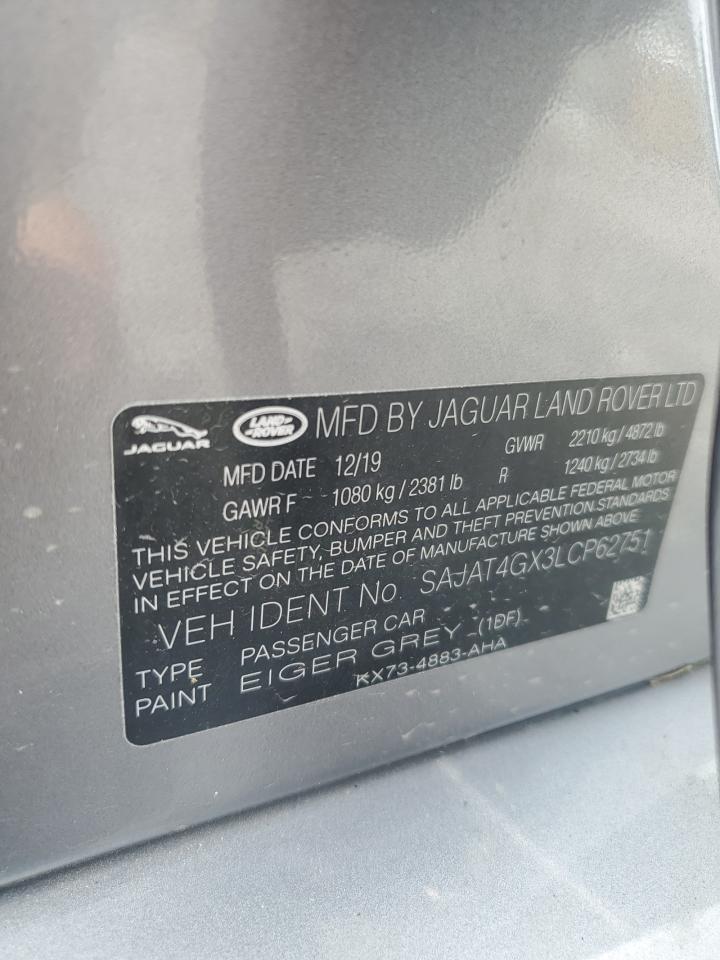 JAGUAR LAND ROVER MFD BY JAGUAR LAND ROVER LTD
MFD DATE 12/19 GVWR 2210 kg / 4872 lb
GAWR F 1080 kg / 2381 lb R 1240 kg / 2734 lb
THIS VEHICLE CONFORMS TO ALL APPLICABLE FEDERAL MOTOR
VEHICLE SAFETY, BUMPER AND THEFT PREVENTION STANDARDS
IN EFFECT ON THE DATE OF MANUFACTURE SHOWN ABOVE
VEH IDENT No. SAJAT4GX3LCP62751
TYPE PASSENGER CAR
PAINT EIGER GREY (1DF)
KX73-4883-AHA